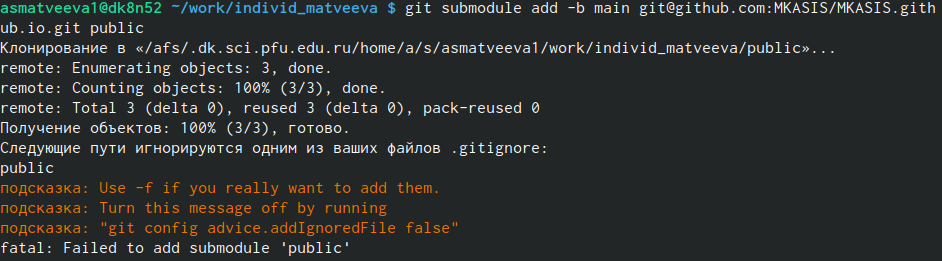 asmatveeva1@dk8n52 ~/work/individ_matveeva $ git submodule add -b main git@github.com:MKASIS/MKASIS.gith
ub.io.git public
Клонирование в «/afs/.dk.sci.pfu.edu.ru/home/a/s/asmatveeva1/work/individ_matveeva/public»...
remote: Enumerating objects: 3, done.
remote: Counting objects: 100% (3/3), done.
remote: Total 3 (delta 0), reused 3 (delta 0), pack-reused 0
Получение объектов: 100% (3/3), готово.
Следующие пути игнорируются одним из ваших файлов .gitignore:
public
подсказка: Use -f if you really want to add them.
подсказка: Turn this message off by running
подсказка: "git config advice.addIgnoredFile false"
fatal: Failed to add submodule 'public'